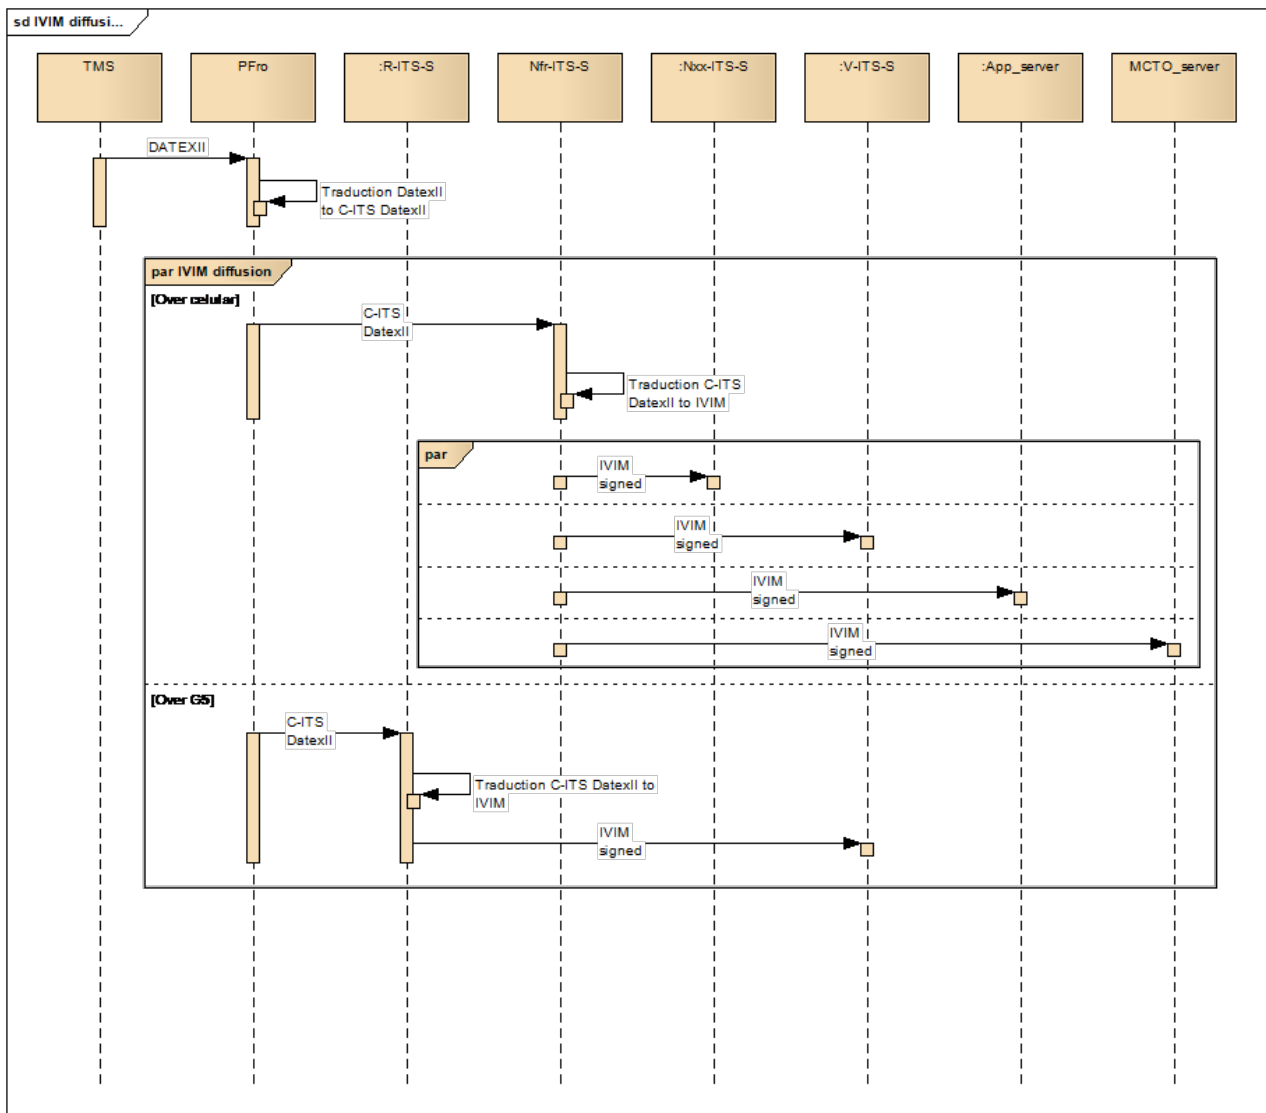 sd IVIM diffusi...
TMS
PFro
:R-ITS-S
Nfr-ITS-S
:Nxx-ITS-S
:V-ITS-S
:App_server
MCTO_server
DATEXII
Traduction DatexII
to C-ITS DatexII
par IVIM diffusion
[Over celular]
C-ITS
DatexII
Traduction C-ITS
DatexII to IVIM
par
IVIM
signed
IVIM
signed
IVIM
signed
IVIM
signed
[Over G5]
C-ITS
DatexII
Traduction C-ITS DatexII to
IVIM
IVIM
signed